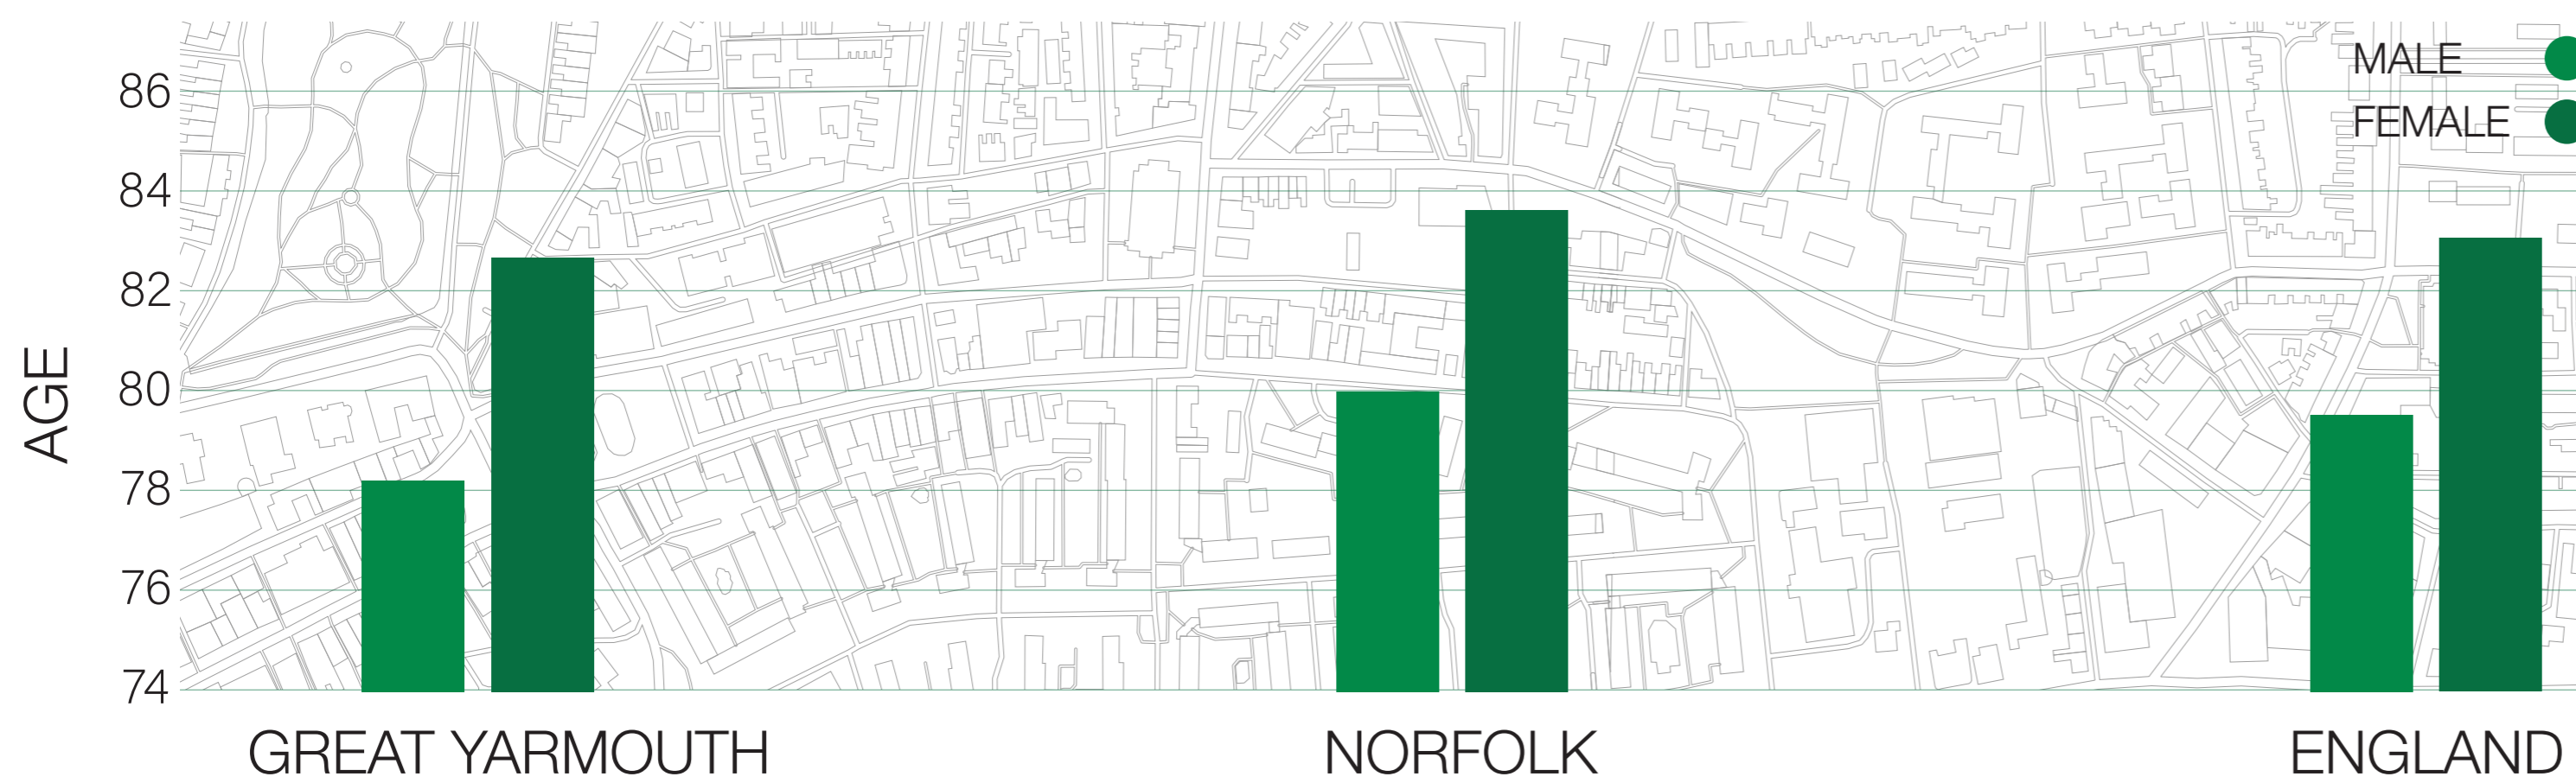 MALE
FEMALE
86
84
82
80
78
76
74
AGE
GREAT YARMOUTH
NORFOLK
ENGLAND